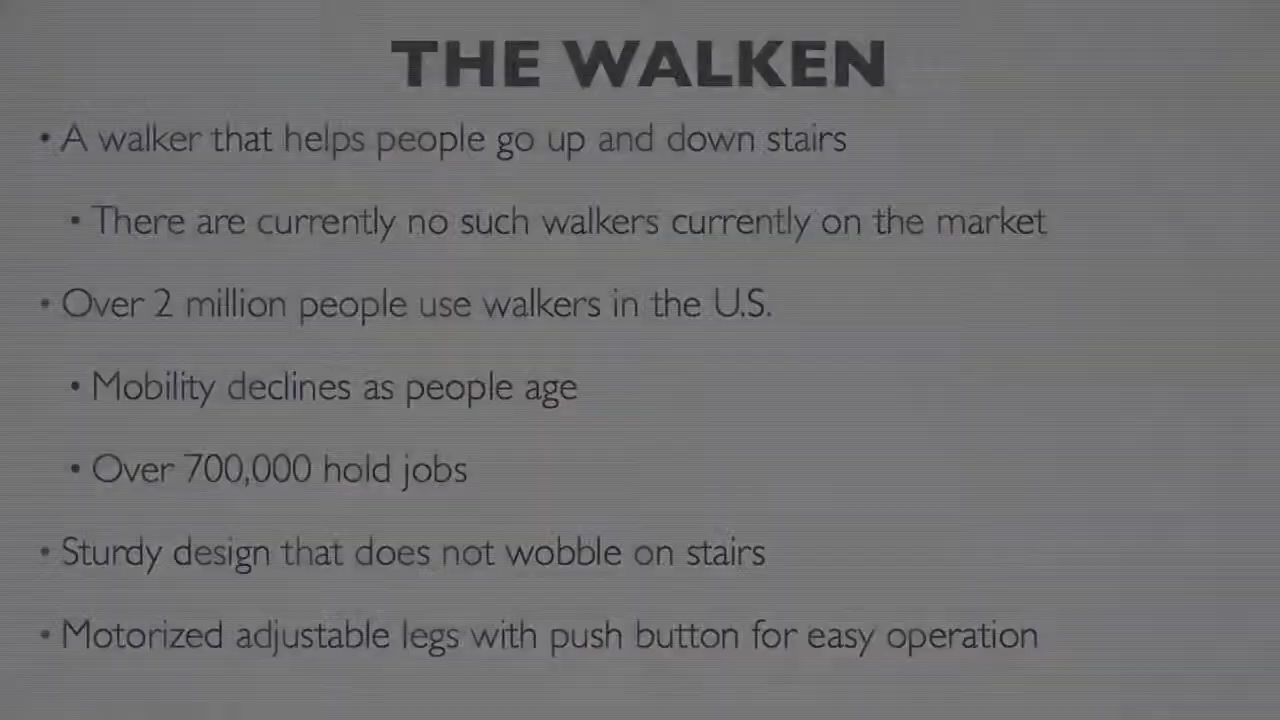 THE WALKEN
• A walker that helps people go up and down stairs
• There are currently no such walkers currently on the market
• Over 2 million people use walkers in the U.S.
• Mobility declines as people age
• Over 700,000 hold jobs
• Sturdy design that does not wobble on stairs
• Motorized adjustable legs with push button for easy operation